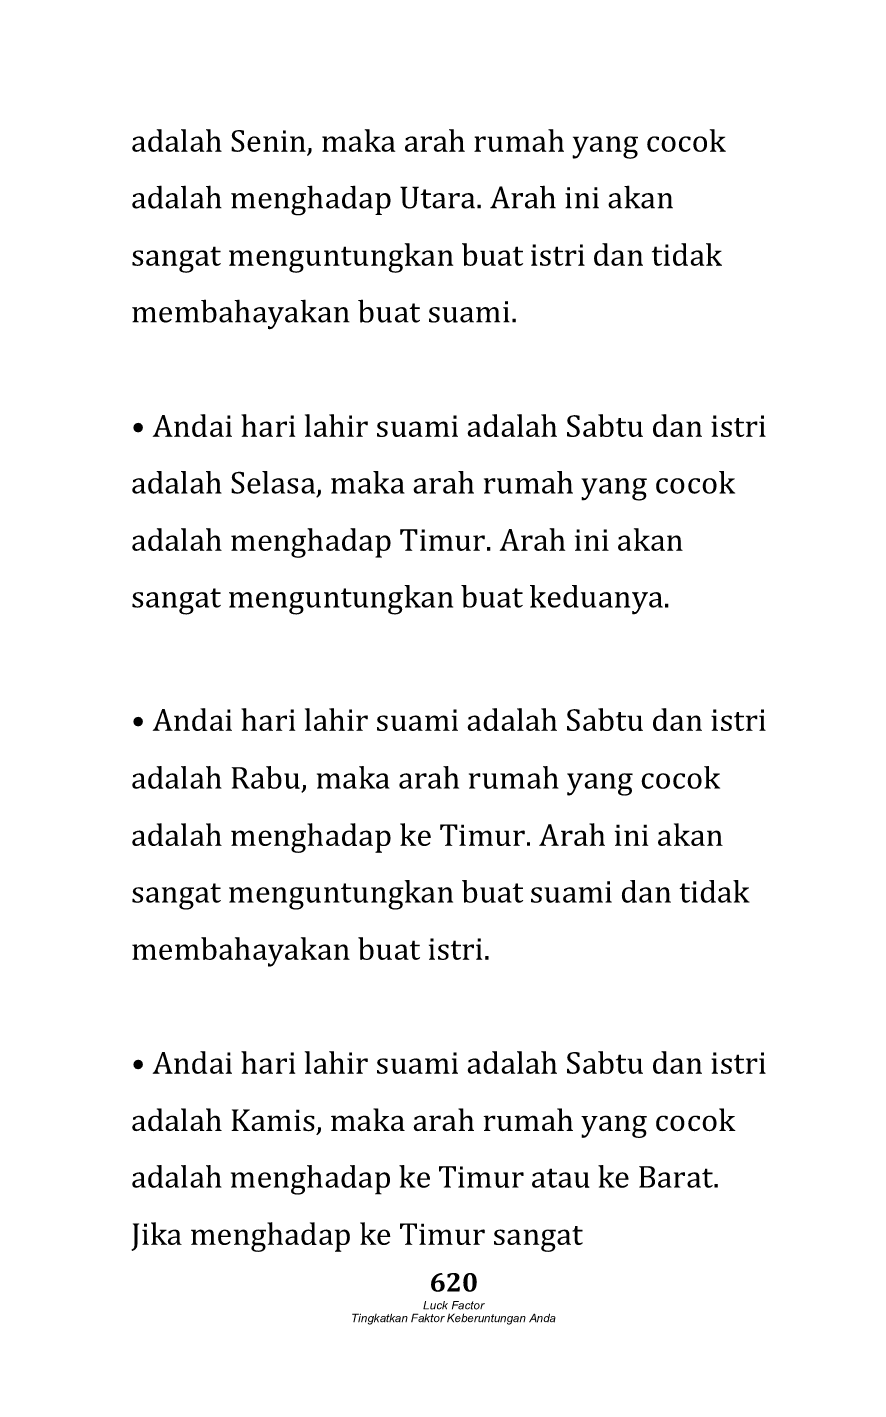 adalah Senin, maka arah rumah yang cocok
adalah menghadap Utara. Arah ini akan
sangat menguntungkan buat istri dan tidak
membahayakan buat suami.
• Andai hari lahir suami adalah Sabtu dan istri
adalah Selasa, maka arah rumah yang cocok
adalah menghadap Timur. Arah ini akan
sangat menguntungkan buat keduanya.
• Andai hari lahir suami adalah Sabtu dan istri
adalah Rabu, maka arah rumah yang cocok
adalah menghadap ke Timur. Arah ini akan
sangat menguntungkan buat suami dan tidak
membahayakan buat istri.
• Andai hari lahir suami adalah Sabtu dan istri
adalah Kamis, maka arah rumah yang cocok
adalah menghadap ke Timur atau ke Barat.
Jika menghadap ke Timur sangat
620
Luck Factor
Tingkatkan Faktor Keberuntungan Anda